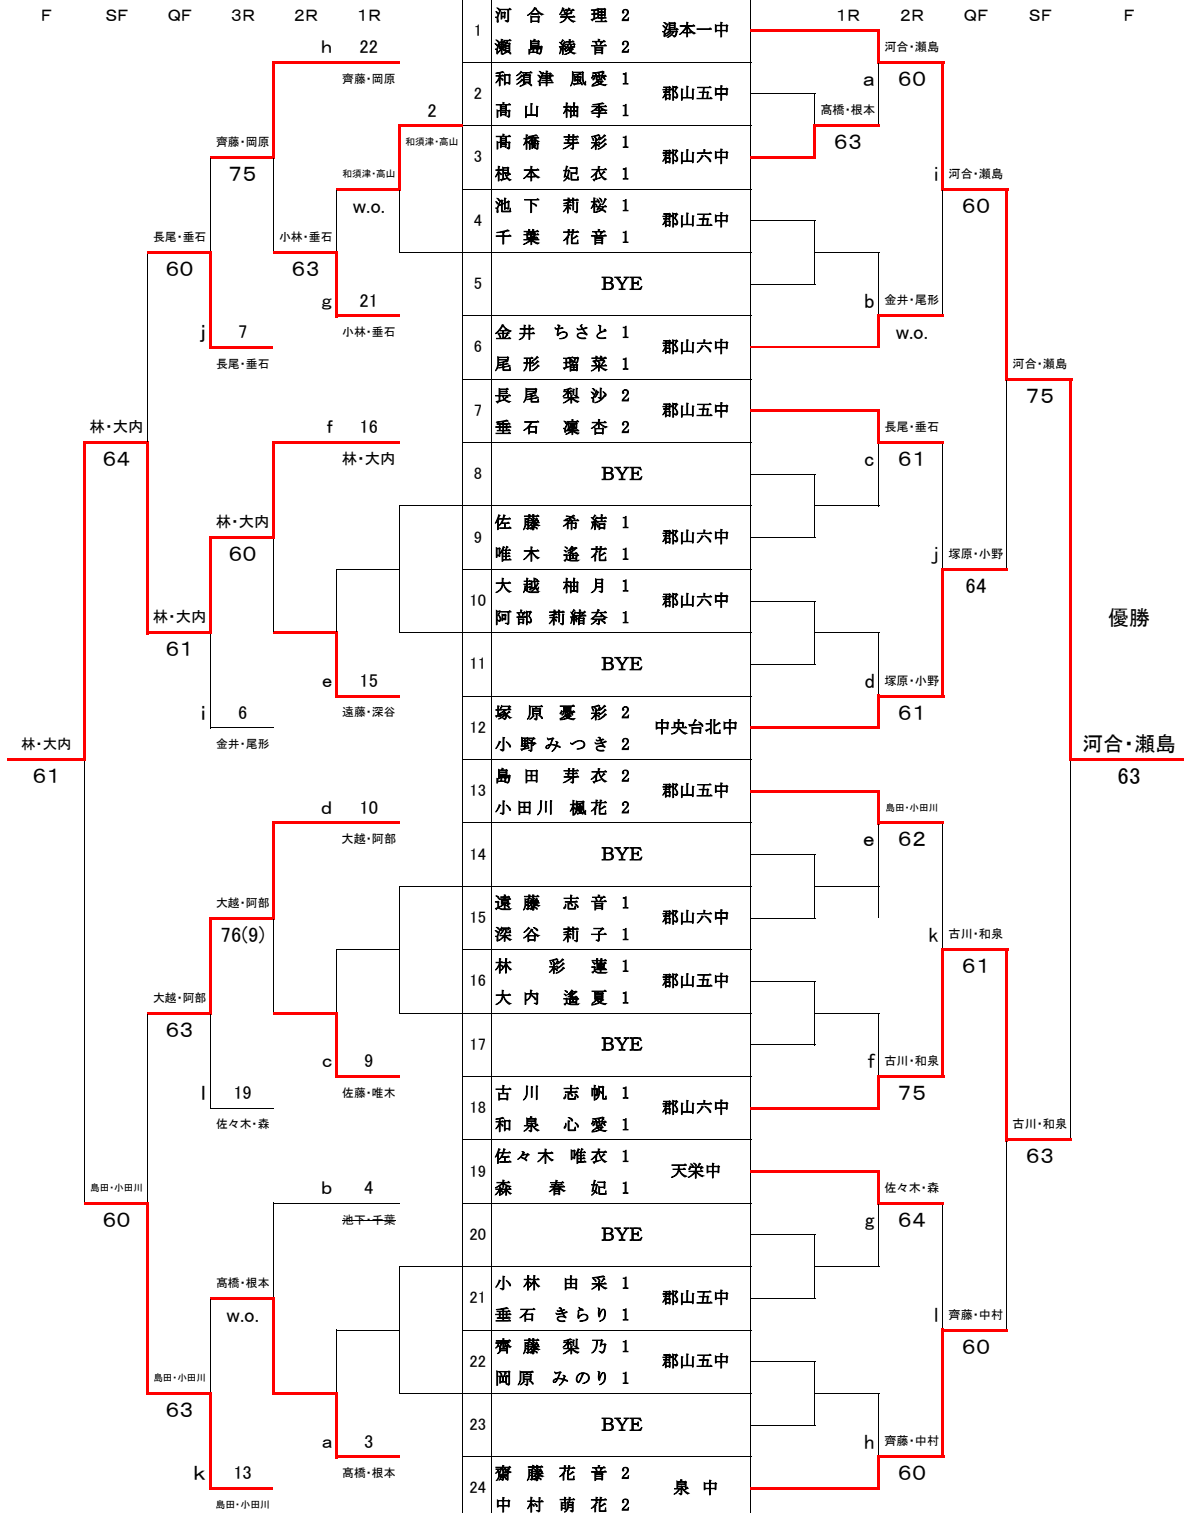 F SF QF 3R 2R 1R 1R 2R QF SF F
1 河合笑理 2 湯本一中
瀬島綾音 2
2 和須津 風愛 1 郡山五中
髙山 柚季 1
3 髙橋 芽彩 1 郡山六中
根本 妃衣 1
4 池下 莉桜 1 郡山五中
千葉 花音 1
5 BYE
6 金井 ちさと 1 郡山六中
尾形 瑠菜 1
7 長尾 梨沙 2 郡山五中
垂石 凜杏 2
8 BYE
9 佐藤 希結 1 郡山六中
唯木 遙花 1
10 大越 柚月 1 郡山六中
阿部 莉緒奈 1
11 BYE
12 塚原憂彩 2 中央台北中
小野みつき 2
13 島田 芽衣 2 郡山五中
小田川 楓花 2
14 BYE
15 遠藤 志音 1 郡山六中
深谷 莉子 1
16 林 彩蓮 1 郡山五中
大内 遙夏 1
17 BYE
18 古川 志帆 1 郡山六中
和泉 心愛 1
19 佐々木 唯衣 1 天栄中
森 春妃 1
20 BYE
21 小林 由采 1 郡山五中
垂石 きらり 1
22 齊藤 梨乃 1 郡山五中
岡原 みのり 1
23 BYE
24 齋藤花音 2 泉中
中村萌花 2
h 22
齊藤・岡原
2
和須津・髙山
齊藤・岡原
75
和須津・髙山
w.o.
長尾・垂石
60
小林・垂石
63
g 21
小林・垂石
j 7
長尾・垂石
林・大内
64
f 16
林・大内
林・大内
60
林・大内
61
e 15
遠藤・深谷
i 6
金井・尾形
林・大内
61
d 10
大越・阿部
大越・阿部
76(9)
大越・阿部
63
c 9
佐藤・唯木
l 19
佐々木・森
島田・小田川
60
b 4
池下・千葉
髙橋・根本
w.o.
島田・小田川
63
a 3
髙橋・根本
k 13
島田・小田川
河合・瀬島
60
a
髙橋・根本
63
i 河合・瀬島
60
b 金井・尾形
w.o.
河合・瀬島
75
長尾・垂石
c 61
j 塚原・小野
64
d 塚原・小野
61
優勝
河合・瀬島
63
島田・小田川
e 62
k 古川・和泉
61
f 古川・和泉
75
古川・和泉
63
佐々木・森
g 64
l 齊藤・中村
60
h 齊藤・中村
60